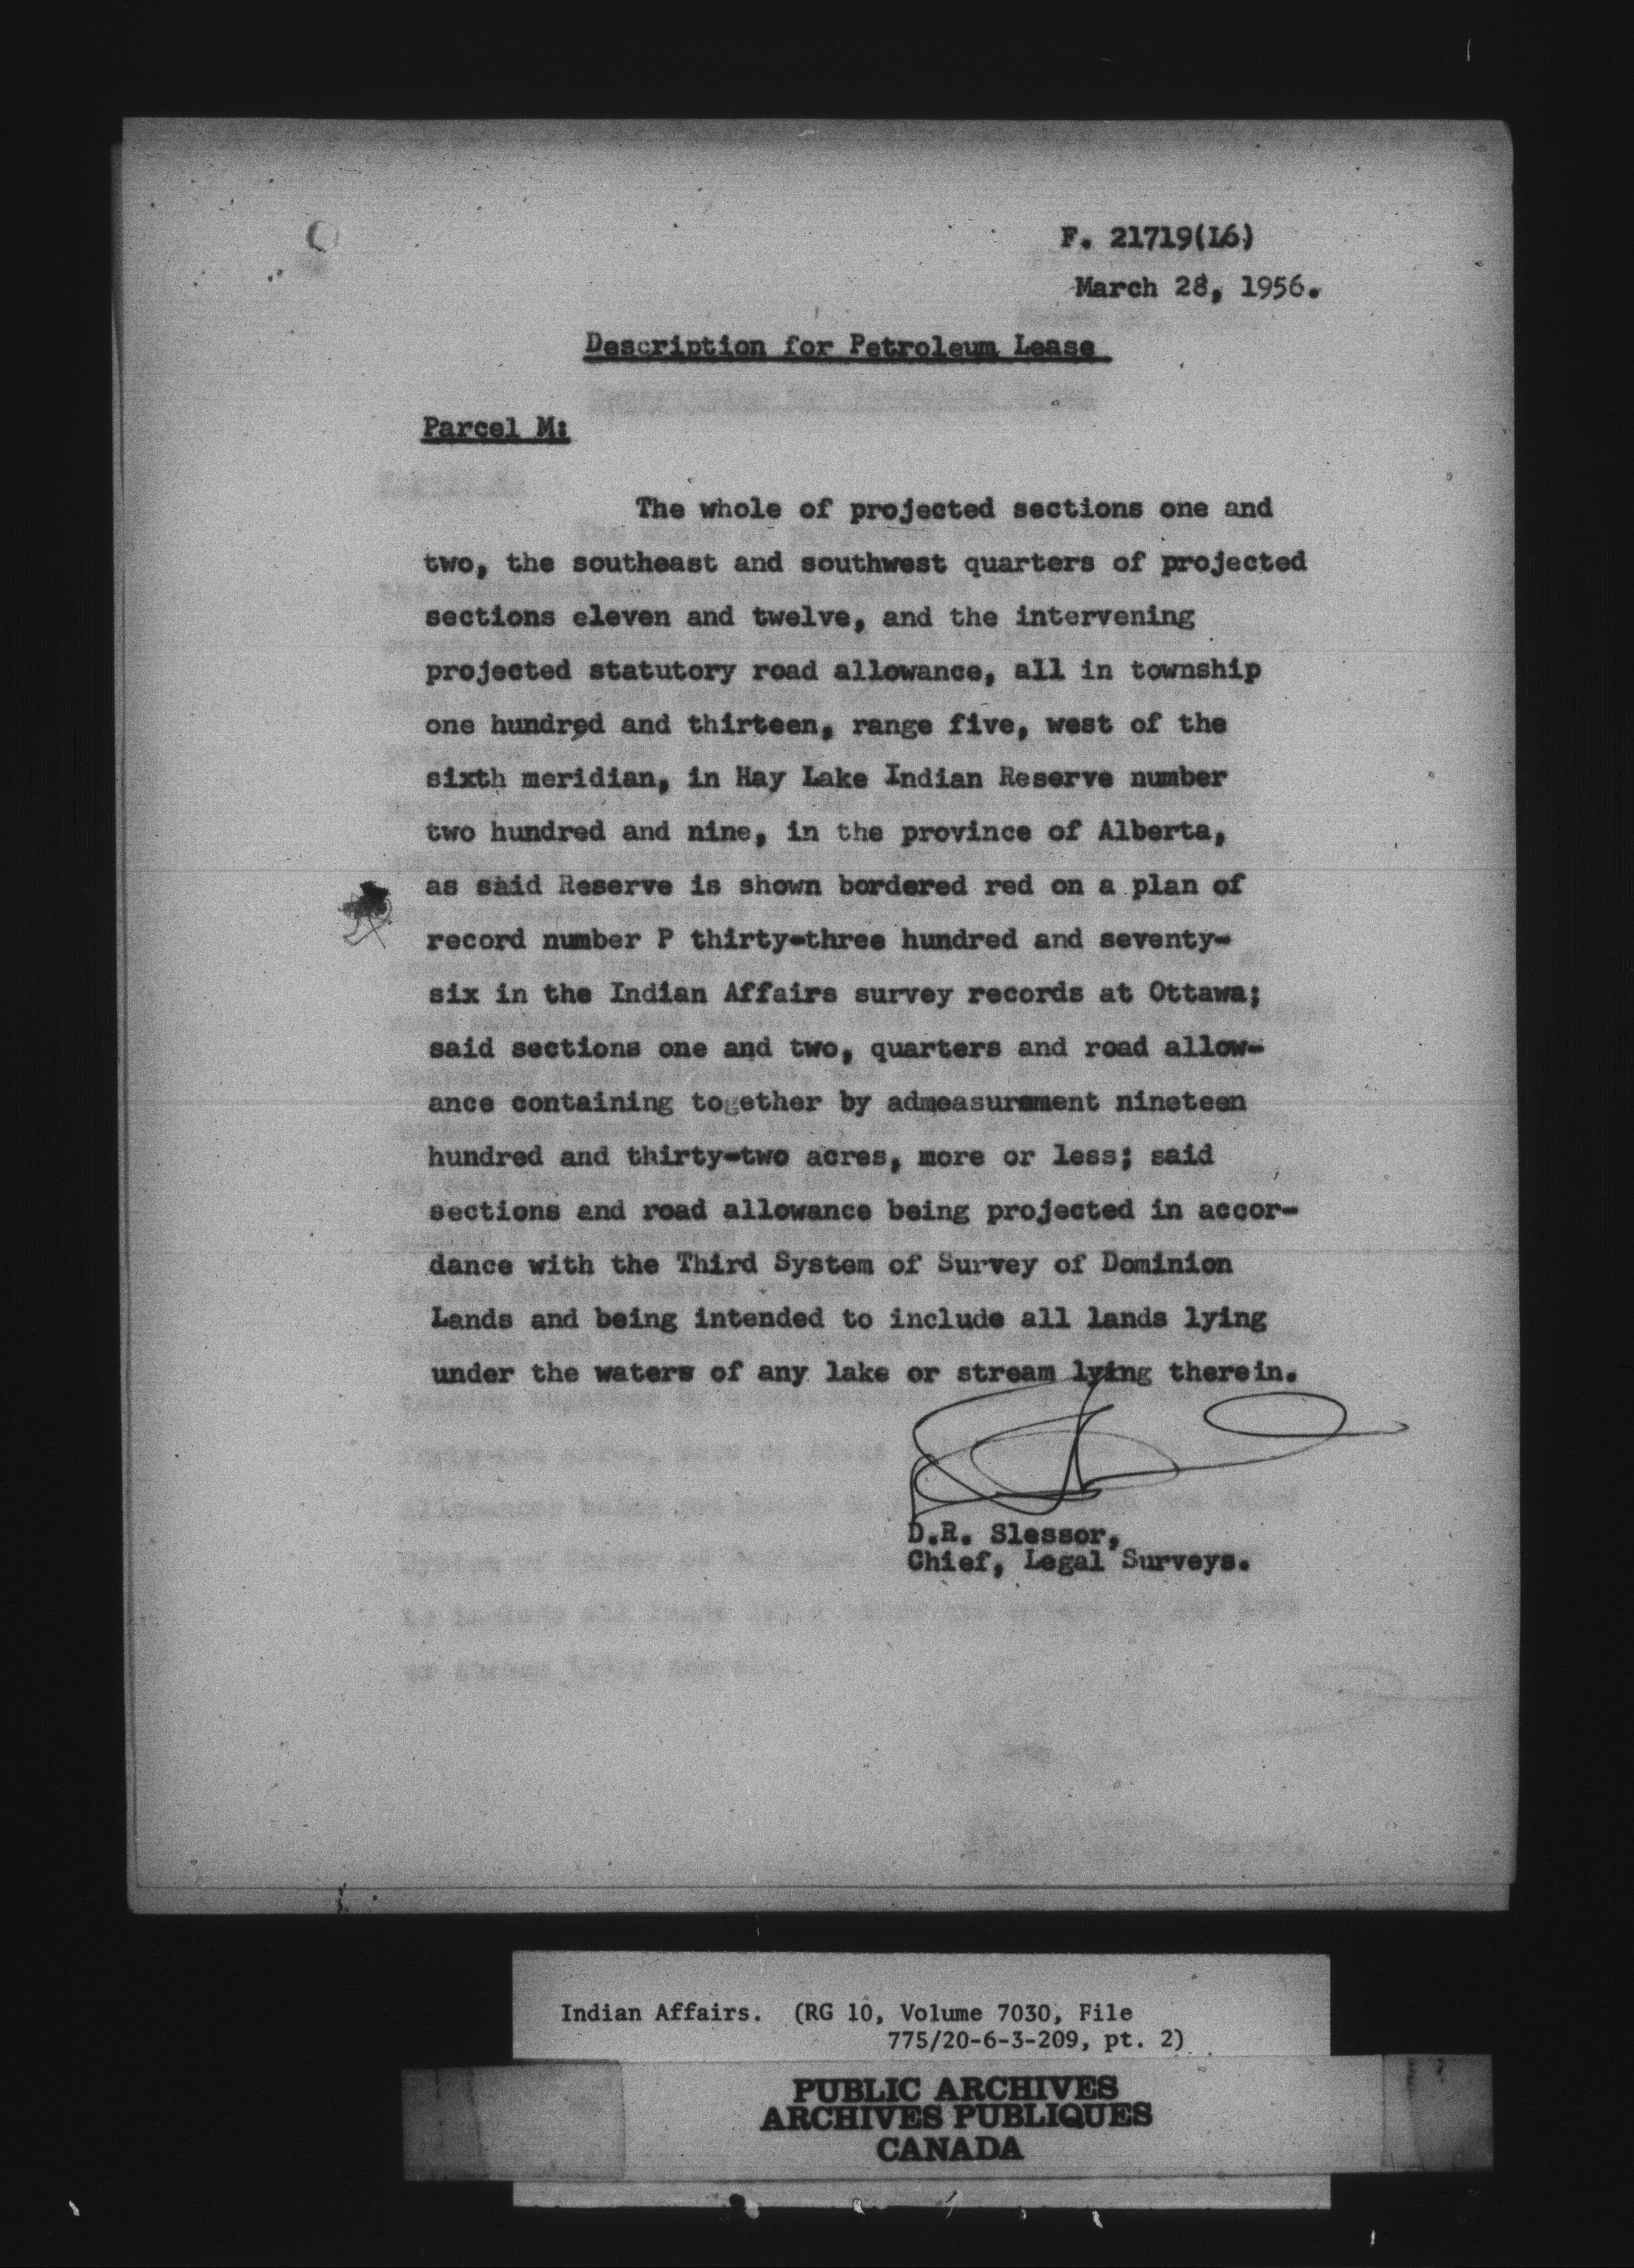 F. 21719(L6)
March 28, 1956.
Description for Petroleum Lease
Parcel M:
The whole of projected sections one and
two, the southeast and southwest quarters of projected
sections eleven and twelve, and the intervening
projected statutory road allowance, all in township
one hundred and thirteen, range five, west of the
sixth meridian, in Hay Lake Indian Reserve number
two hundred and nine, in the province of Alberta,
as said Reserve is shown bordered red on a plan of
record number P thirty-three hundred and seventy-
six in the Indian Affairs survey records at Ottawa;
said sections one and two, quarters and road allow-
ance containing together by admeasurement nineteen
hundred and thirty-two acres, more or less; said
sections and road allowance being projected in accor-
dance with the Third System of Survey of Dominion
Lands and being intended to include all lands lying
under the waters of any lake or stream lying therein.
D.R. Slessor,
Chief, Legal Surveys.
Indian Affairs. (RG 10, Volume 7030, File
775/20-6-3-209, pt. 2)
PUBLIC ARCHIVES
ARCHIVES PUBLIQUES
CANADA